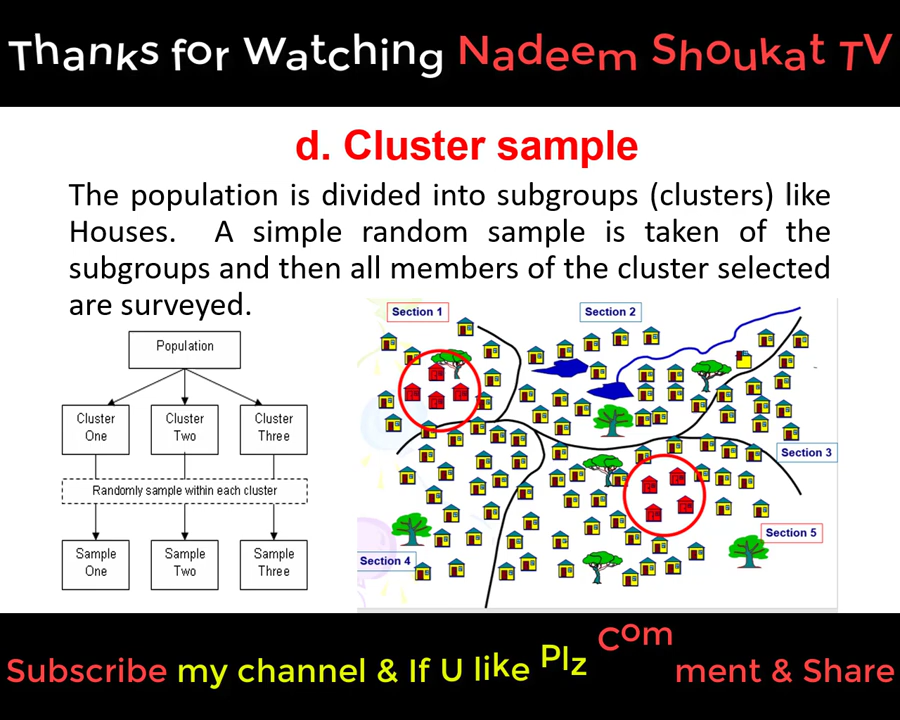 Thanks for Watching Nadeem Shoukat TV
d. Cluster sample
The population is divided into subgroups (clusters) like
Houses. A simple random sample is taken of the
subgroups and then all members of the cluster selected
are surveyed.
Population
Cluster One
Cluster Two
Cluster Three
Randomly sample within each cluster
Sample One
Sample Two
Sample Three
Section 1
Section 2
Section 3
Section 4
Section 5
Subscribe my channel & If U like Plz Comment & Share